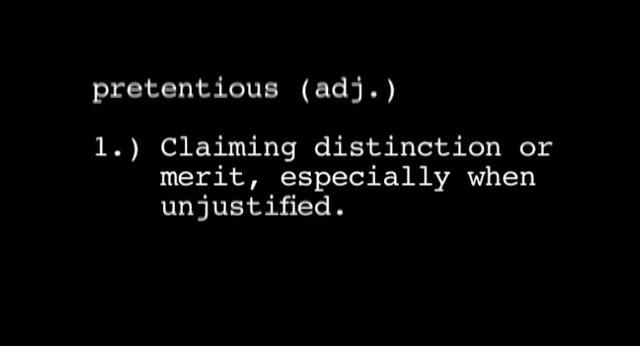 pretentious (adj.)
1.) Claiming distinction or
merit, especially when
unjustified.